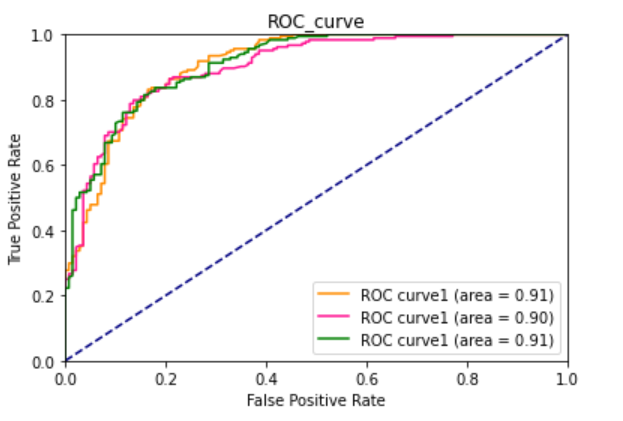 ROC_curve
1.0
0.8
0.6
0.4
0.2
0.0
True Positive Rate
ROC curve1 (area = 0.91)
ROC curve1 (area = 0.90)
ROC curve1 (area = 0.91)
0.0 0.2 0.4 0.6 0.8 1.0
False Positive Rate